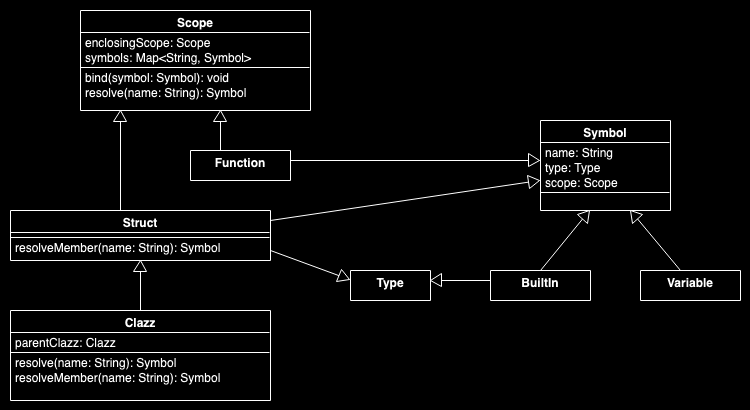 Scope
enclosingScope: Scope
symbols: Map<String, Symbol>
bind(symbol: Symbol): void
resolve(name: String): Symbol
Function
Symbol
name: String
type: Type
scope: Scope
Struct
resolveMember(name: String): Symbol
Type
BuiltIn
Variable
Clazz
parentClazz: Clazz
resolve(name: String): Symbol
resolveMember(name: String): Symbol